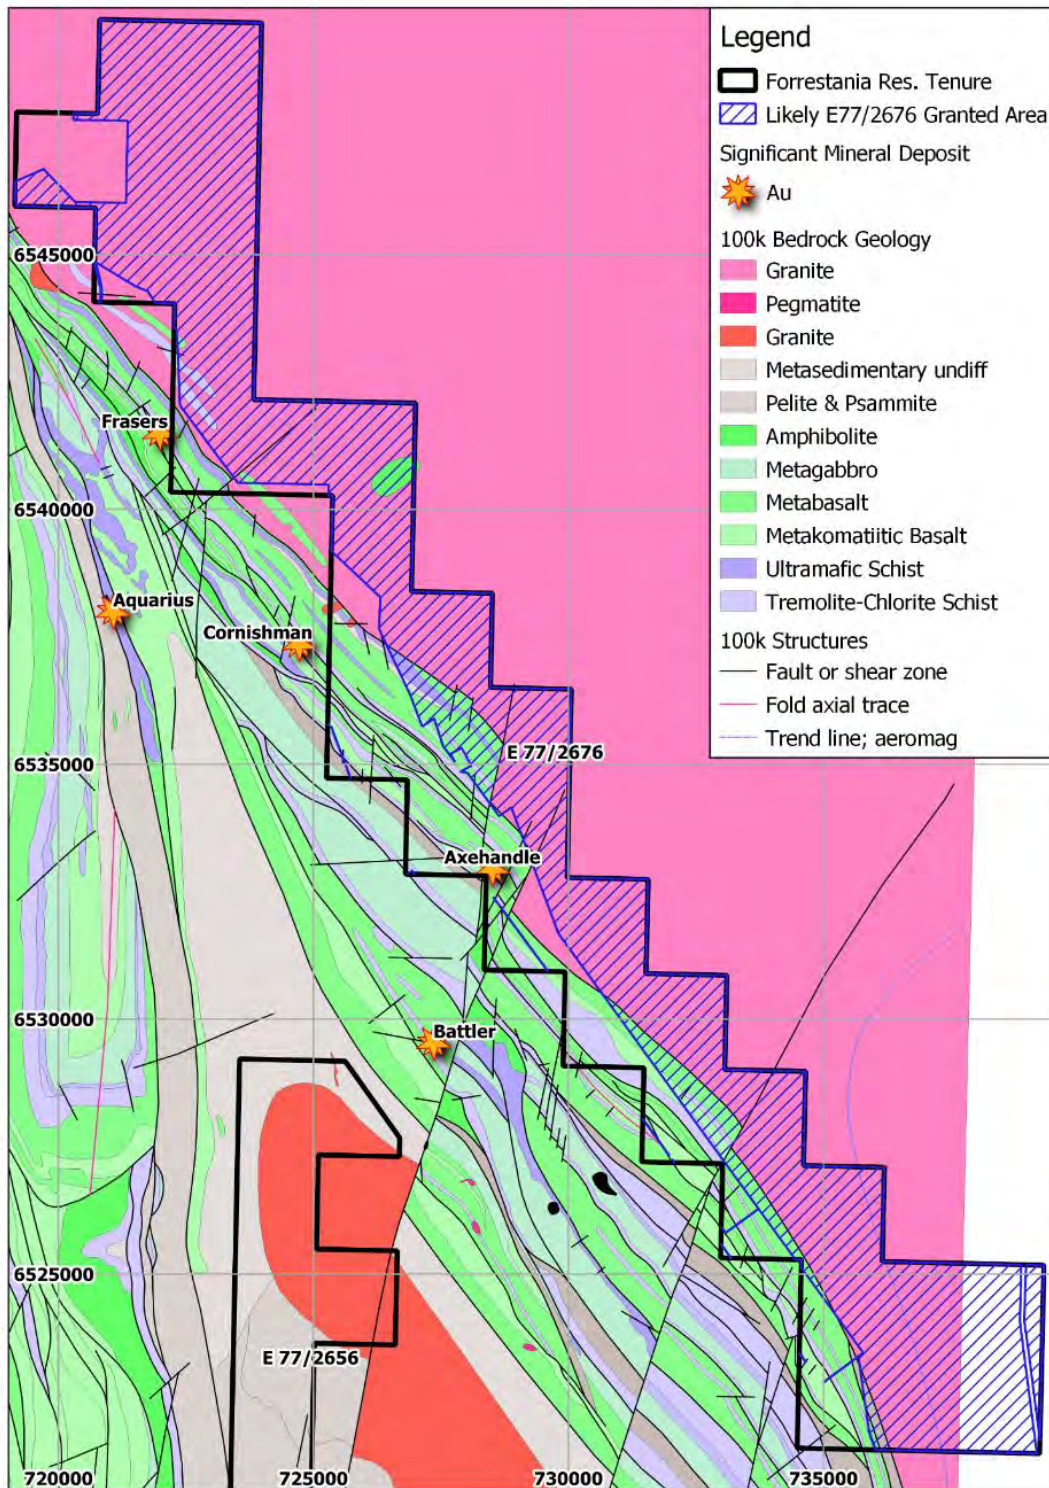 Legend
Forrestania Res. Tenure
Likely E77/2676 Granted Area
Significant Mineral Deposit
Au
100k Bedrock Geology
Granite
Pegmatite
Granite
Metasedimentary undiff
Pelite & Psammite
Amphibolite
Metagabbro
Metabasalt
Metakomatiitic Basalt
Ultramafic Schist
Tremolite-Chlorite Schist
100k Structures
Fault or shear zone
Fold axial trace
Trend line; aeromag
6545000
Frasers
6540000
Aquarius
Cornishman
6535000
E 77/2676
Axehandle
6530000
Battler
6525000
E 77/2656
720000
725000
730000
735000